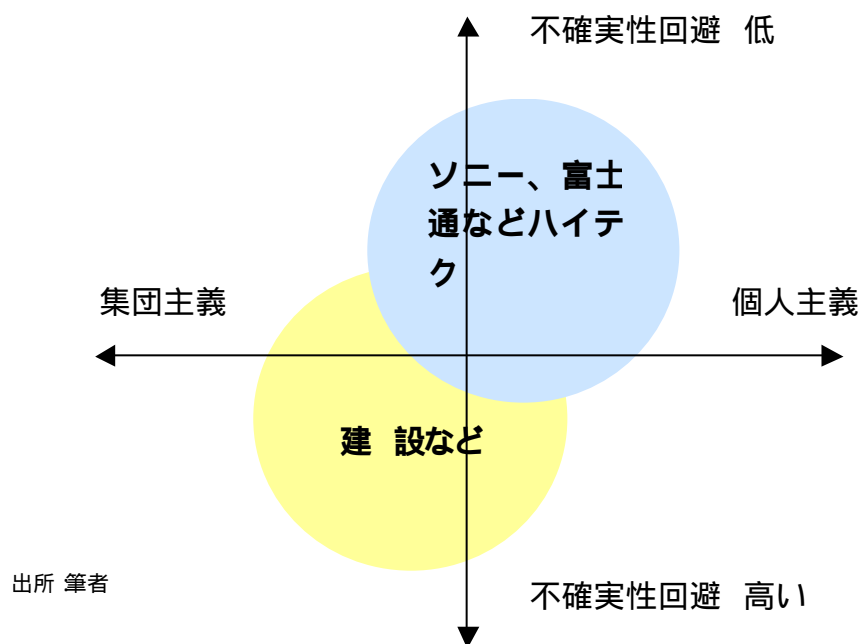 不確実性回避 低
ソニー、富士
通などハイテ
ク
集団主義
個人主義
建 設など
出所 筆者
不確実性回避 高い